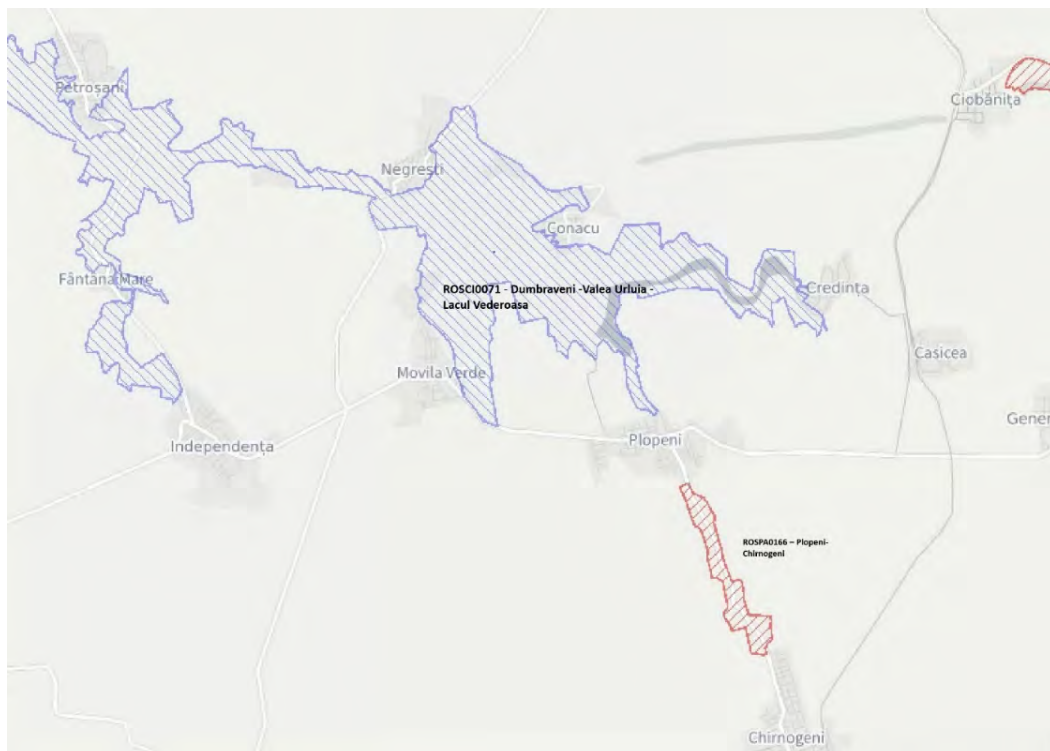 Petroșani
Ciobănița
Negrești
Conacu
Fântâna Mare
ROSCI0071 - Dumbraveni -Valea Urluia -
Lacul Vederoasa
Credința
Casicea
Movila Verde
Independența
Plopeni
Gener
ROSPA0166 – Plopeni-
Chirnogeni
Chirnogeni